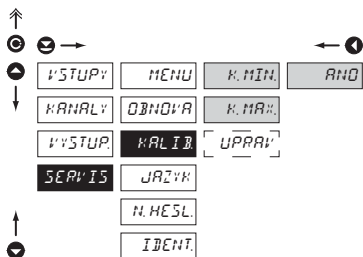 VSTUPY MENU K. MIN. ANO
KANALY OBNOVA K. MAX.
VYSTUP. KALIB. UPRAV
SERVIS JAZYK
N. HESL.
IDENT.